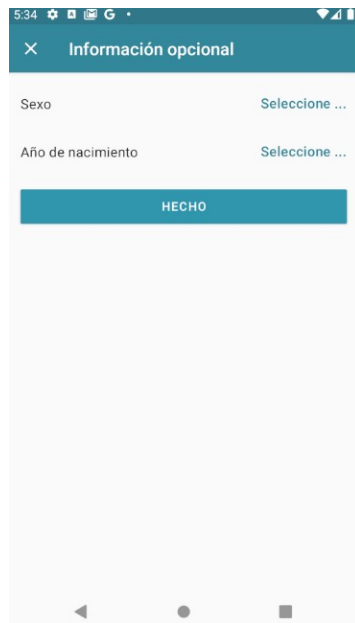 5:34
Información opcional
Sexo Seleccione ...
Año de nacimiento Seleccione ...
HECHO